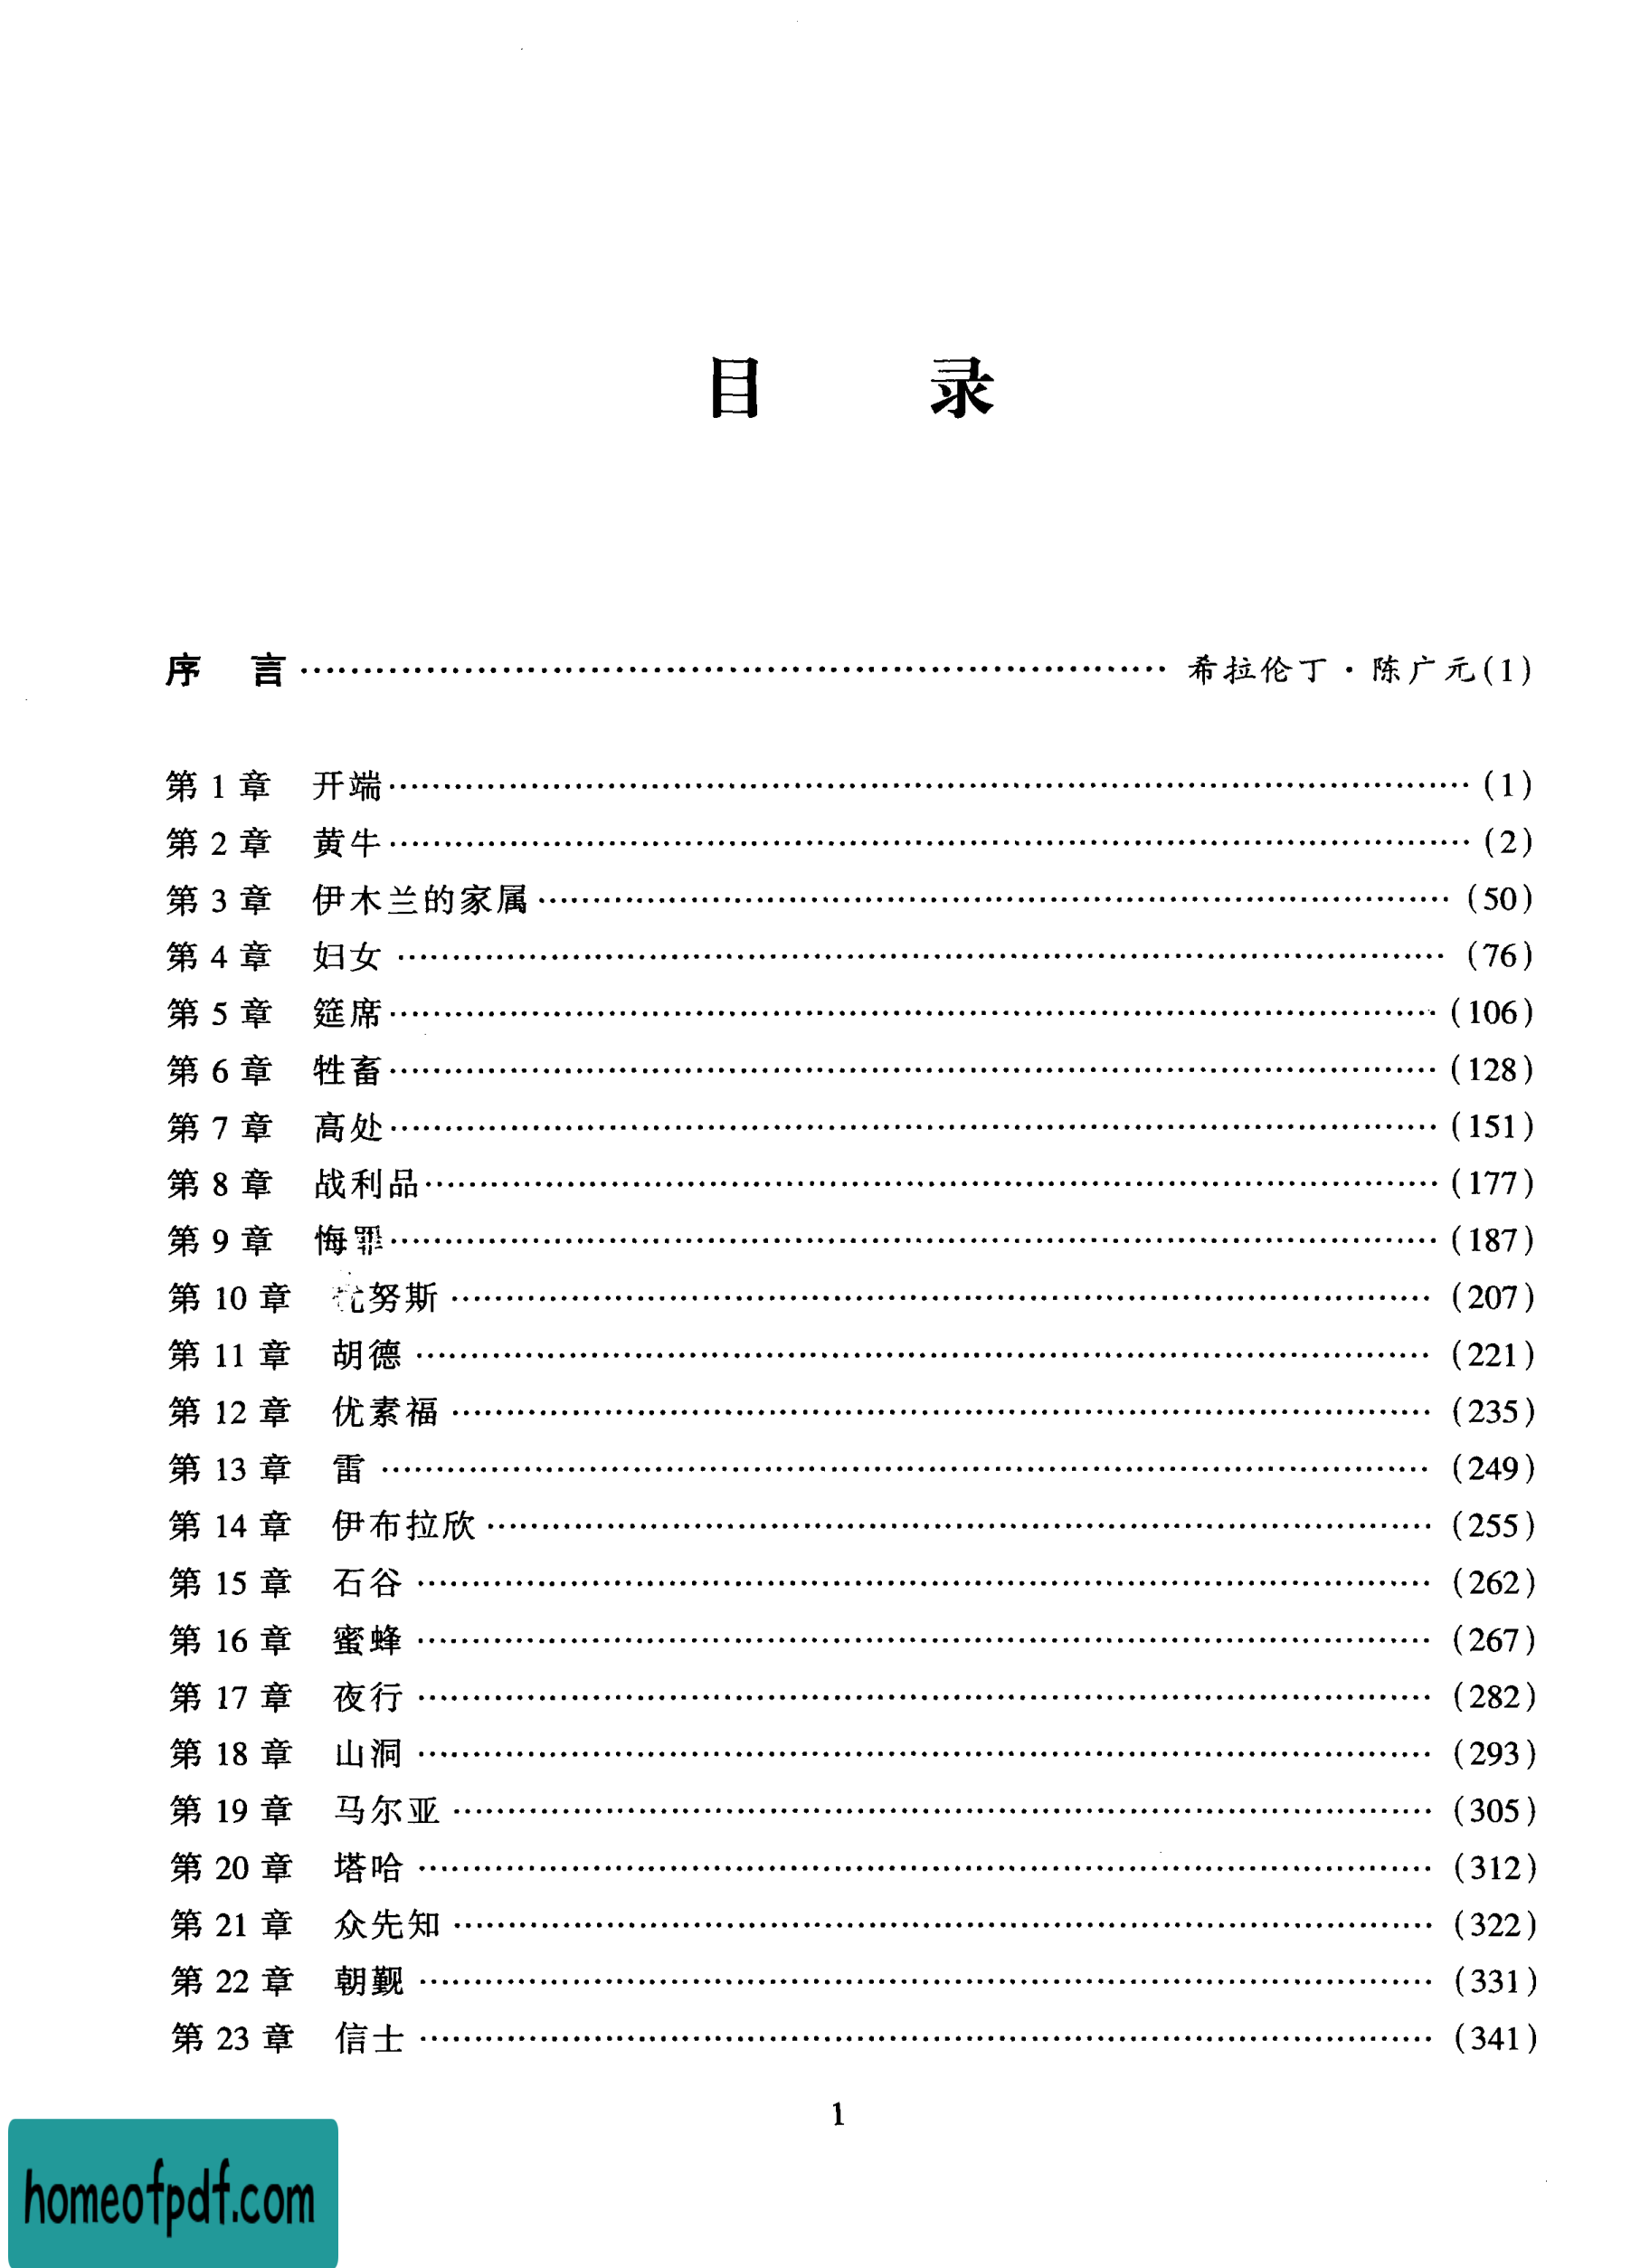 目 录
序 言 …… 希拉伦丁·陈广元(1)
第 1 章 开端 …… (1)
第 2 章 黄牛 …… (2)
第 3 章 伊木兰的家属 …… (50)
第 4 章 妇女 …… (76)
第 5 章 筵席 …… (106)
第 6 章 牲畜 …… (128)
第 7 章 高处 …… (151)
第 8 章 战利品 …… (177)
第 9 章 悔罪 …… (187)
第 10 章 努斯 …… (207)
第 11 章 胡德 …… (221)
第 12 章 优素福 …… (235)
第 13 章 雷 …… (249)
第 14 章 伊布拉欣 …… (255)
第 15 章 石谷 …… (262)
第 16 章 蜜蜂 …… (267)
第 17 章 夜行 …… (282)
第 18 章 山洞 …… (293)
第 19 章 马尔亚 …… (305)
第 20 章 塔哈 …… (312)
第 21 章 众先知 …… (322)
第 22 章 朝觐 …… (331)
第 23 章 信士 …… (341)
1
homeofpdf.com